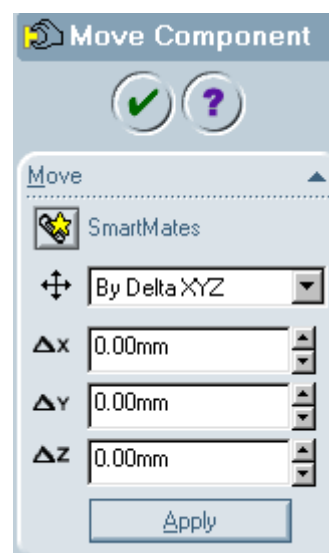 Move Component
?
Move
SmartMates
By Delta XYZ
ΔX 0.00mm
ΔY 0.00mm
ΔZ 0.00mm
Apply